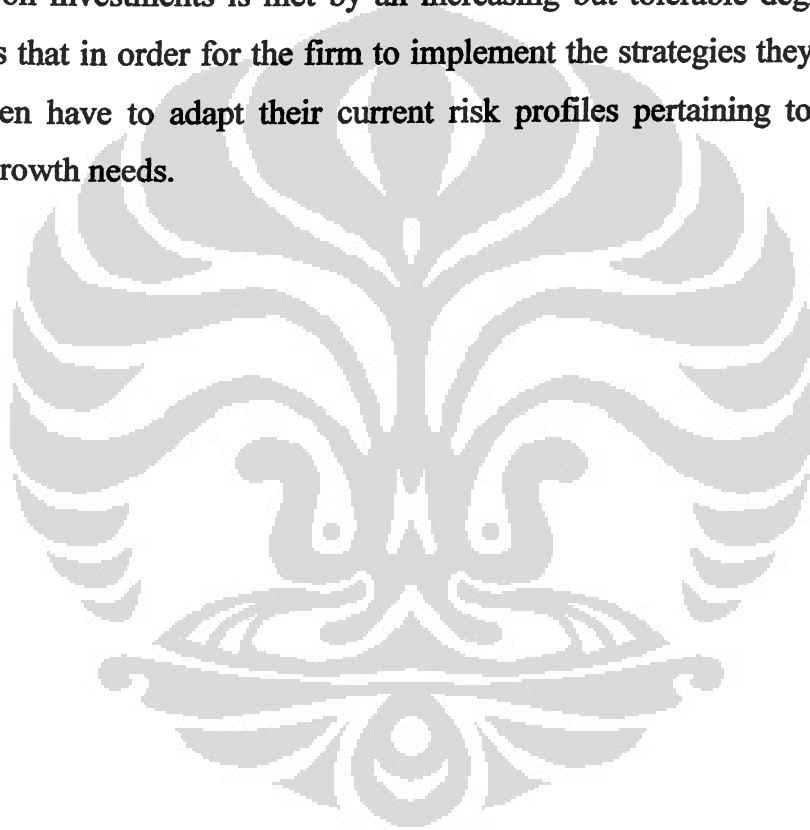 on investments is met by an increasing but tolerable deg
s that in order for the firm to implement the strategies they
en have to adapt their current risk profiles pertaining to
rowth needs.